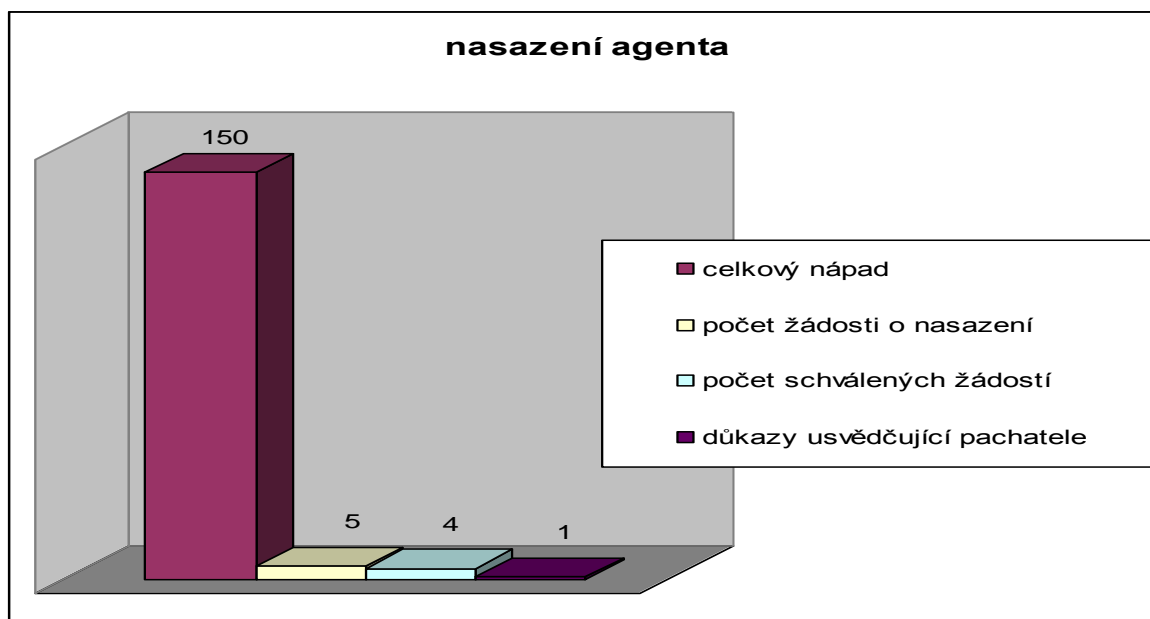 nasazení agenta
150
5
4
1
celkový nápad
počet žádosti o nasazení
počet schválených žádostí
důkazy usvědčující pachatele